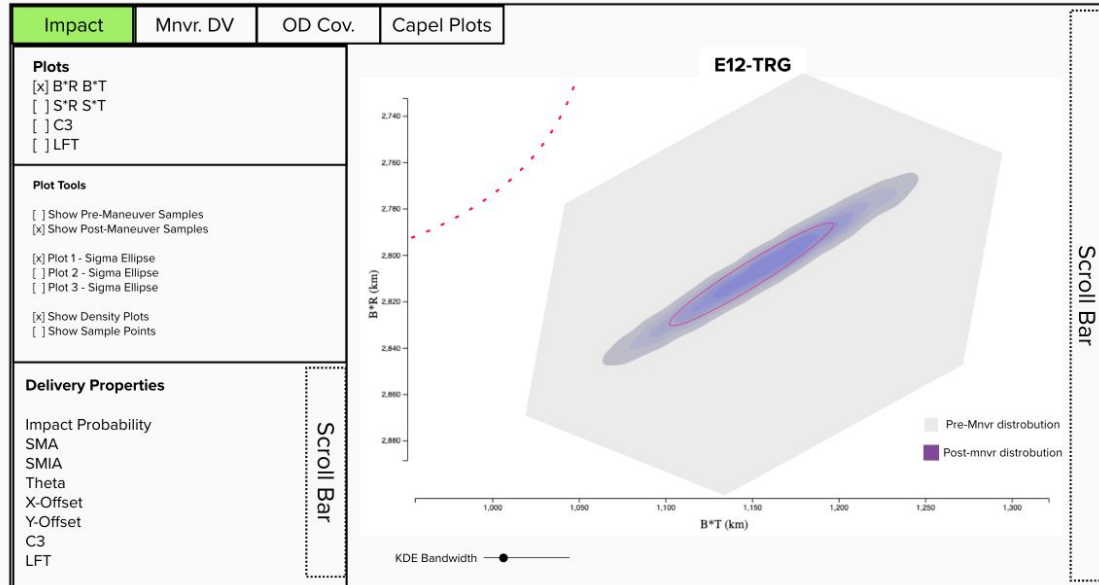 Impact
Mnvr. DV
OD Cov.
Capel Plots
Plots
[x] B*R B*T
[ ] S*R S*T
[ ] C3
[ ] LFT
Plot Tools
[ ] Show Pre-Maneuver Samples
[x] Show Post-Maneuver Samples
[x] Plot 1 - Sigma Ellipse
[ ] Plot 2 - Sigma Ellipse
[ ] Plot 3 - Sigma Ellipse
[x] Show Density Plots
[ ] Show Sample Points
Delivery Properties
Impact Probability
SMA
SMIA
Theta
X-Offset
Y-Offset
C3
LFT
Scroll Bar
E12-TRG
B*R (km)
2,740
2,760
2,780
2,800
2,820
2,840
2,860
2,880
Pre-Mnvr distrobution
Post-mnvr distrobution
1,000
1,050
1,100
1,150
1,200
1,250
1,300
B*T (km)
KDE Bandwidth
Scroll Bar